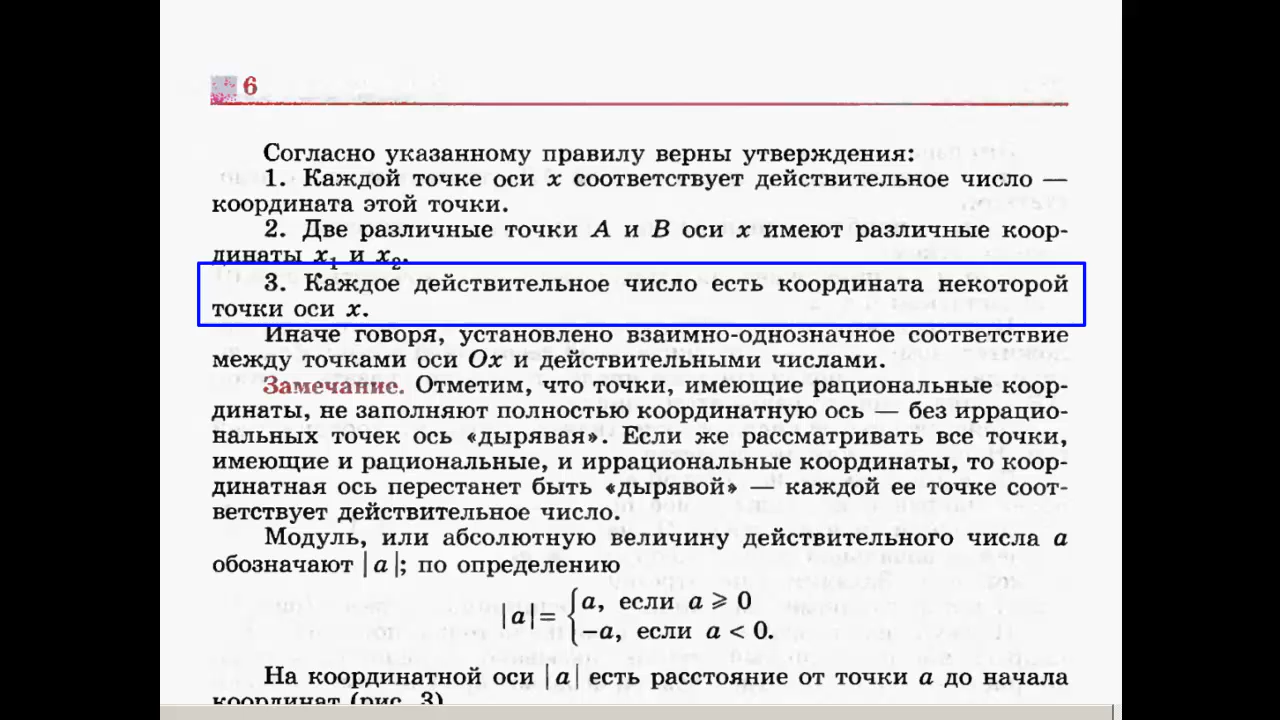 6
Согласно указанному правилу верны утверждения:
1. Каждой точке оси x соответствует действительное число —
координата этой точки.
2. Две различные точки A и B оси x имеют различные коор-
динаты x₁ и x₂.
3. Каждое действительное число есть координата некоторой
точки оси x.
Иначе говоря, установлено взаимно-однозначное соответствие
между точками оси Ox и действительными числами.
Замечание. Отметим, что точки, имеющие рациональные коор-
динаты, не заполняют полностью координатную ось — без иррацио-
нальных точек ось «дырявая». Если же рассматривать все точки,
имеющие и рациональные, и иррациональные координаты, то коор-
динатная ось перестанет быть «дырявой» — каждой ее точке соот-
ветствует действительное число.
Модуль, или абсолютную величину действительного числа a
обозначают |a|; по определению
|a| = { a, если a ⩾ 0
−a, если a < 0.
На координатной оси |a| есть расстояние от точки a до начала
координат (рис. 3)